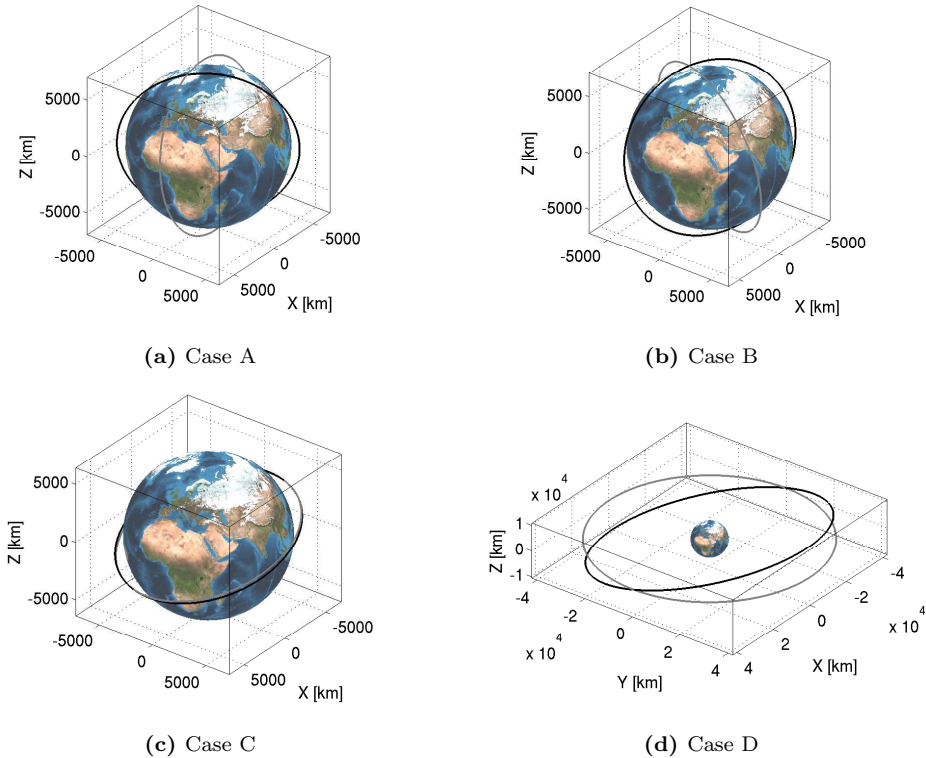 5000
0
-5000
Z [km]
-5000
0
5000
5000
0
-5000
X [km]
(a) Case A
5000
0
-5000
Z [km]
-5000
0
5000
5000
0
-5000
X [km]
(b) Case B
5000
0
-5000
Z [km]
-5000
0
5000
5000
0
-5000
X [km]
(c) Case C
x 10^4
1
0
-1
Z [km]
-4
-2
0
2
4
x 10^4
Y [km]
4
2
0
-2
-4
x 10^4
X [km]
(d) Case D